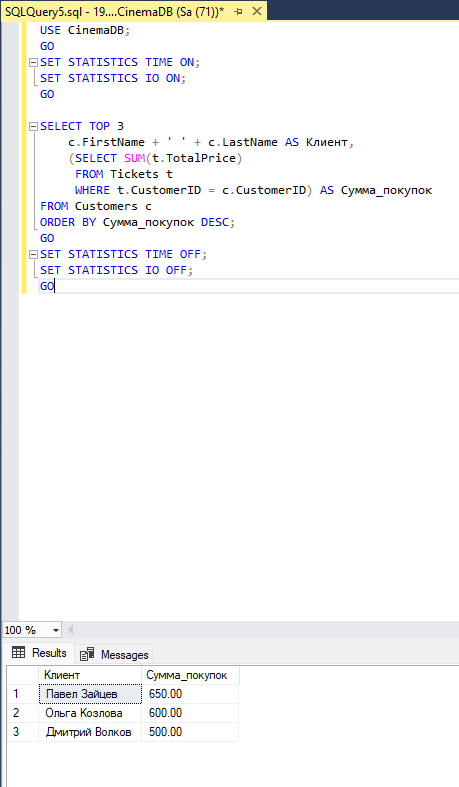 SQLQuery5.sql - 19....CinemaDB (Sa (71))*
USE CinemaDB;
GO
SET STATISTICS TIME ON;
SET STATISTICS IO ON;
GO
SELECT TOP 3
c.FirstName + ' ' + c.LastName AS Клиент,
(SELECT SUM(t.TotalPrice)
FROM Tickets t
WHERE t.CustomerID = c.CustomerID) AS Сумма_покупок
FROM Customers c
ORDER BY Сумма_покупок DESC;
GO
SET STATISTICS TIME OFF;
SET STATISTICS IO OFF;
GO
100 %
Results Messages
Клиент Сумма_покупок
1 Павел Зайцев 650.00
2 Ольга Козлова 600.00
3 Дмитрий Волков 500.00